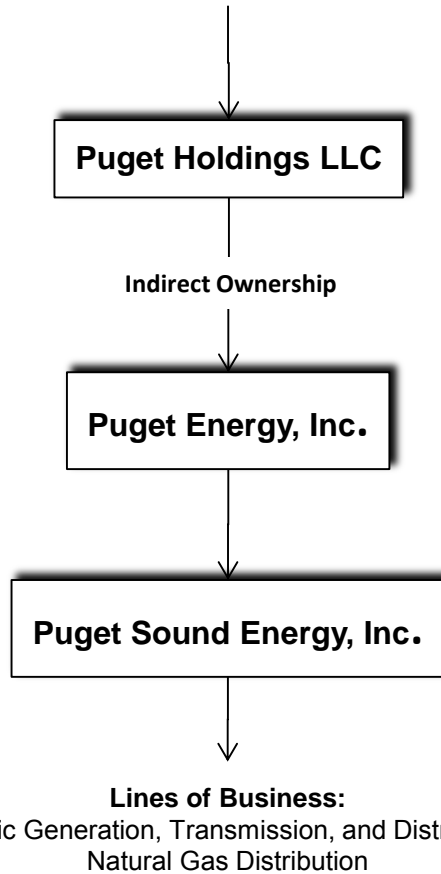 Puget Holdings LLC
Indirect Ownership
Puget Energy, Inc.
Puget Sound Energy, Inc.
Lines of Business:
ic Generation, Transmission, and Distr
Natural Gas Distribution